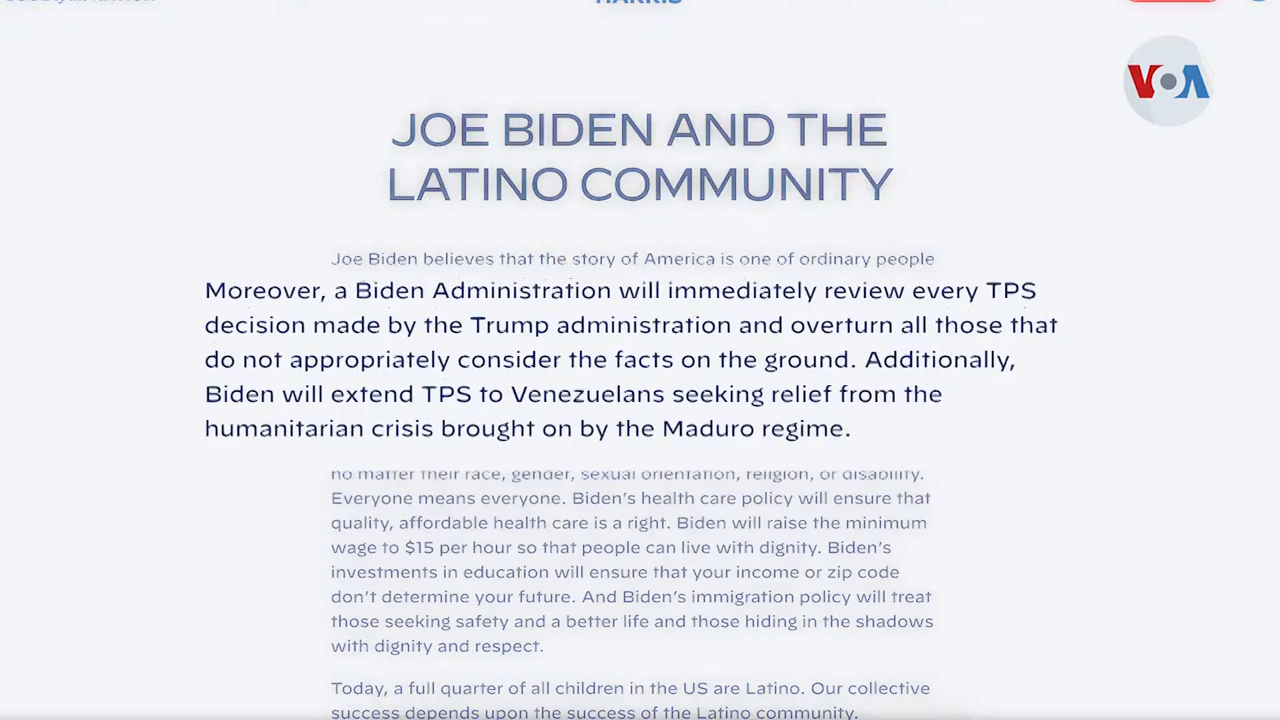 HARRIS
VOA
JOE BIDEN AND THE
LATINO COMMUNITY
Joe Biden believes that the story of America is one of ordinary people
Moreover, a Biden Administration will immediately review every TPS
decision made by the Trump administration and overturn all those that
do not appropriately consider the facts on the ground. Additionally,
Biden will extend TPS to Venezuelans seeking relief from the
humanitarian crisis brought on by the Maduro regime.
no matter their race, gender, sexual orientation, religion, or disability.
Everyone means everyone. Biden's health care policy will ensure that
quality, affordable health care is a right. Biden will raise the minimum
wage to $15 per hour so that people can live with dignity. Biden's
investments in education will ensure that your income or zip code
don't determine your future. And Biden's immigration policy will treat
those seeking safety and a better life and those hiding in the shadows
with dignity and respect.
Today, a full quarter of all children in the US are Latino. Our collective
success depends upon the success of the Latino community.